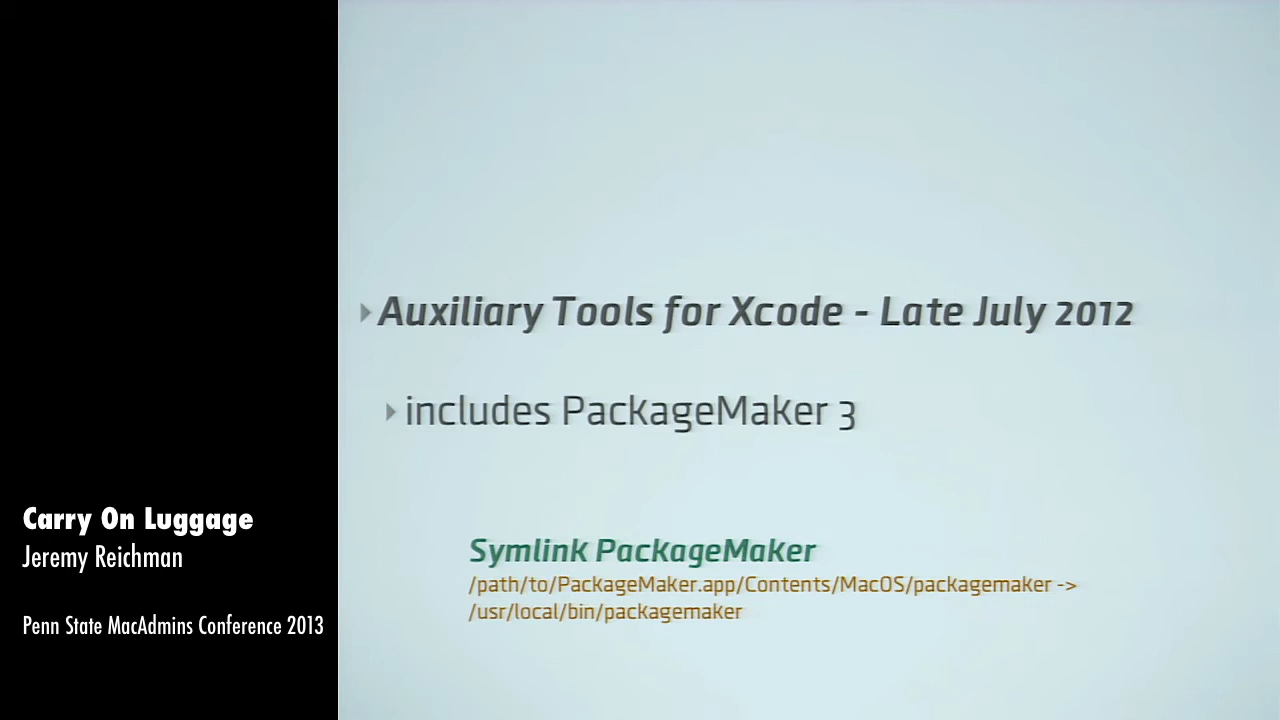 Auxiliary Tools for Xcode - Late July 2012
includes PackageMaker 3
Symlink PackageMaker
/path/to/PackageMaker.app/Contents/MacOS/packagemaker ->
/usr/local/bin/packagemaker
Carry On Luggage
Jeremy Reichman
Penn State MacAdmins Conference 2013